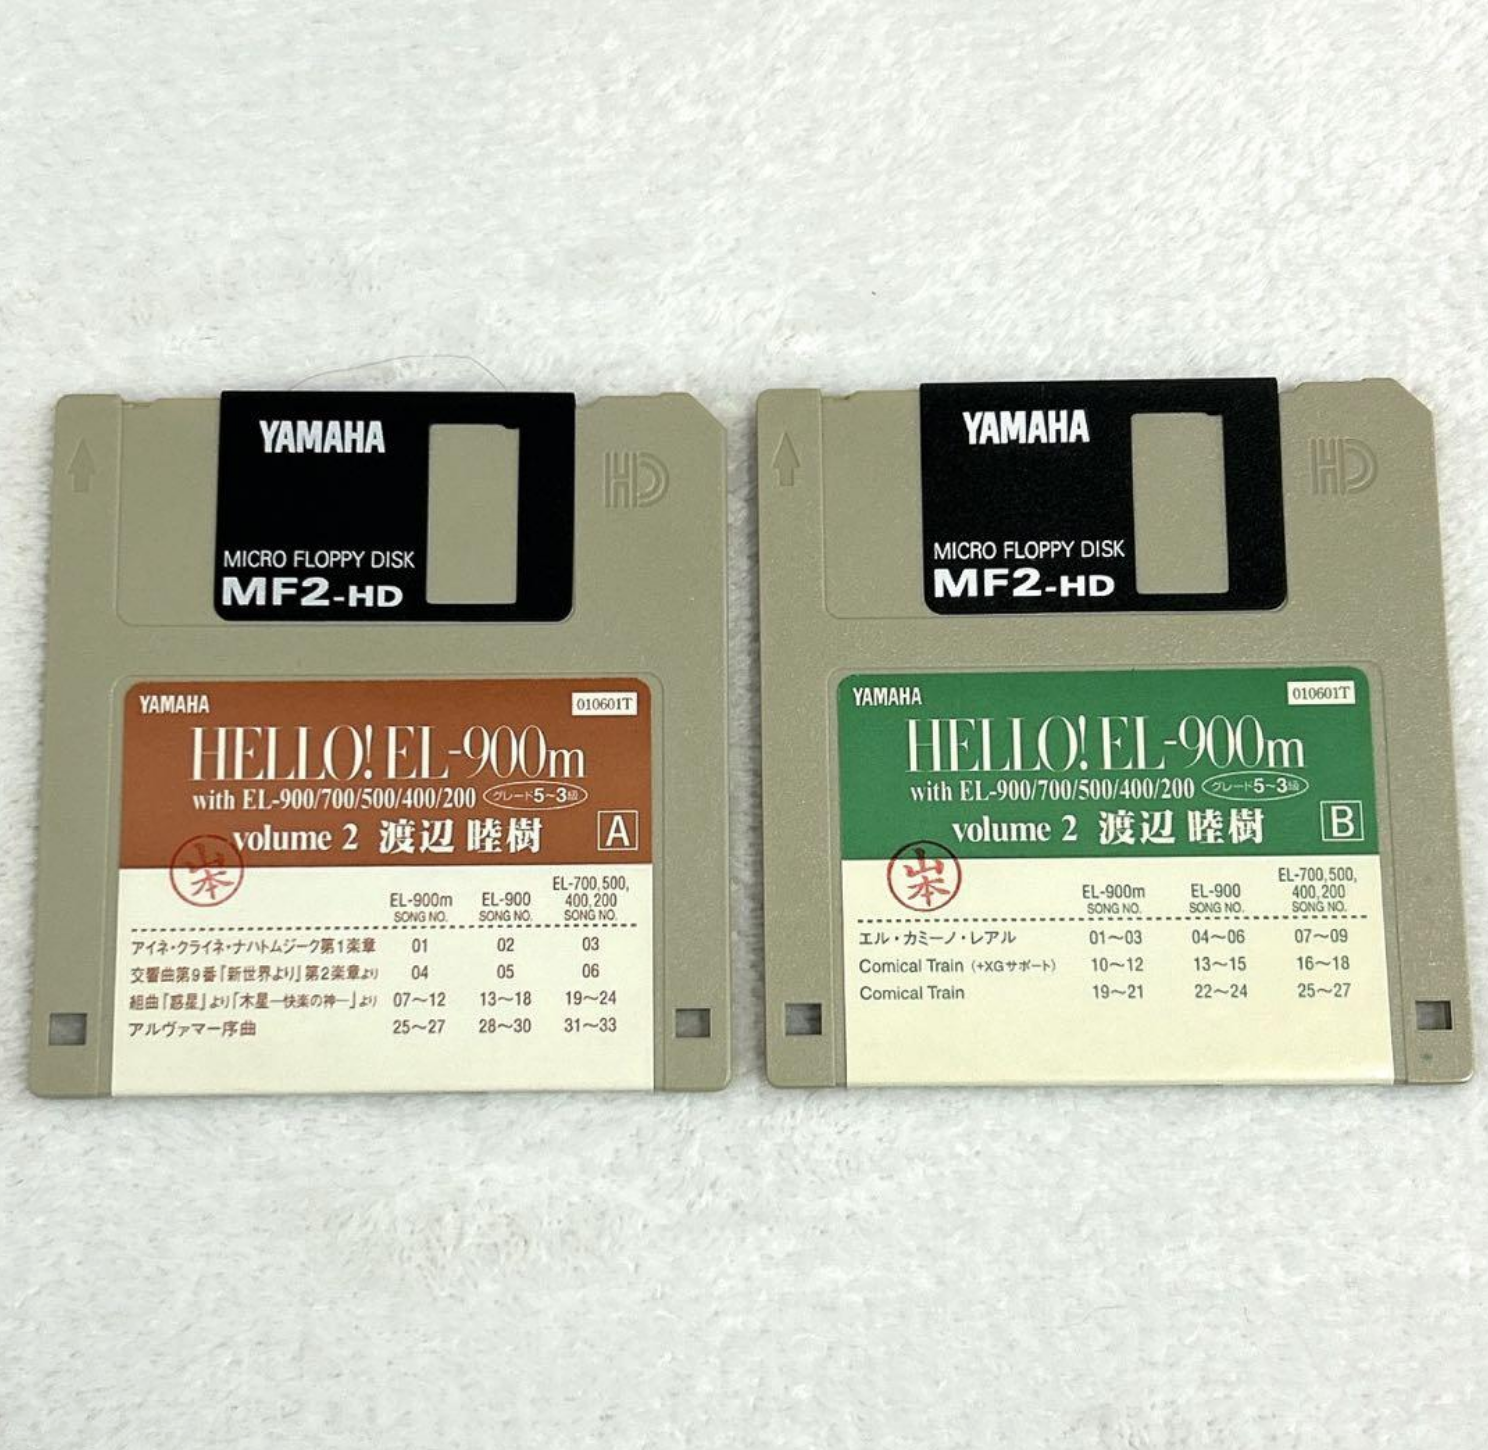 YAMAHA
HD
MICRO FLOPPY DISK
MF2-HD
YAMAHA
010601T
HELLO! EL-900m
with EL-900/700/500/400/200 グレード5~3級
volume 2 渡辺 睦樹 A
山本
EL-900m SONG NO.
EL-900 SONG NO.
EL-700,500, 400,200 SONG NO.
アイネ・クライネ・ナハトムジーク第1楽章 01 02 03
交響曲第9番「新世界より」第2楽章より 04 05 06
組曲「惑星」より「木星—快楽の神—」より 07~12 13~18 19~24
アルヴァマー序曲 25~27 28~30 31~33
YAMAHA
HD
MICRO FLOPPY DISK
MF2-HD
YAMAHA
010601T
HELLO! EL-900m
with EL-900/700/500/400/200 グレード5~3級
volume 2 渡辺 睦樹 B
山本
EL-900m SONG NO.
EL-900 SONG NO.
EL-700,500, 400,200 SONG NO.
エル・カミーノ・レアル 01~03 04~06 07~09
Comical Train (+XGサポート) 10~12 13~15 16~18
Comical Train 19~21 22~24 25~27